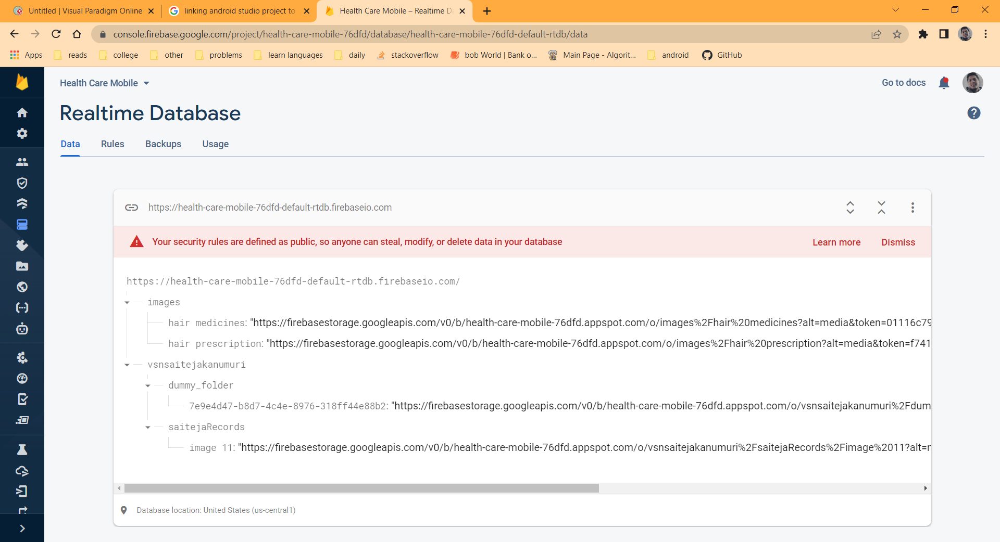 Untitled | Visual Paradigm Online
linking android studio project to
Health Care Mobile – Realtime Da
console.firebase.google.com/project/health-care-mobile-76dfd/database/health-care-mobile-76dfd-default-rtdb/data
Apps reads college other problems learn languages daily stackoverflow bob World | Bank o... Main Page - Algorit... android GitHub
Health Care Mobile
Go to docs
Realtime Database
Data Rules Backups Usage
https://health-care-mobile-76dfd-default-rtdb.firebaseio.com
Your security rules are defined as public, so anyone can steal, modify, or delete data in your database
Learn more Dismiss
https://health-care-mobile-76dfd-default-rtdb.firebaseio.com/
images
hair medicines: "https://firebasestorage.googleapis.com/v0/b/health-care-mobile-76dfd.appspot.com/o/images%2Fhair%20medicines?alt=media&token=01116c79
hair prescription: "https://firebasestorage.googleapis.com/v0/b/health-care-mobile-76dfd.appspot.com/o/images%2Fhair%20prescription?alt=media&token=f741
vsnsaitejakanumuri
dummy_folder
7e9e4d47-b8d7-4c4e-8976-318ff44e88b2: "https://firebasestorage.googleapis.com/v0/b/health-care-mobile-76dfd.appspot.com/o/vsnsaitejakanumuri%2Fdum
saitejaRecords
image 11: "https://firebasestorage.googleapis.com/v0/b/health-care-mobile-76dfd.appspot.com/o/vsnsaitejakanumuri%2FsaitejaRecords%2Fimage%2011?alt=m
Database location: United States (us-central1)